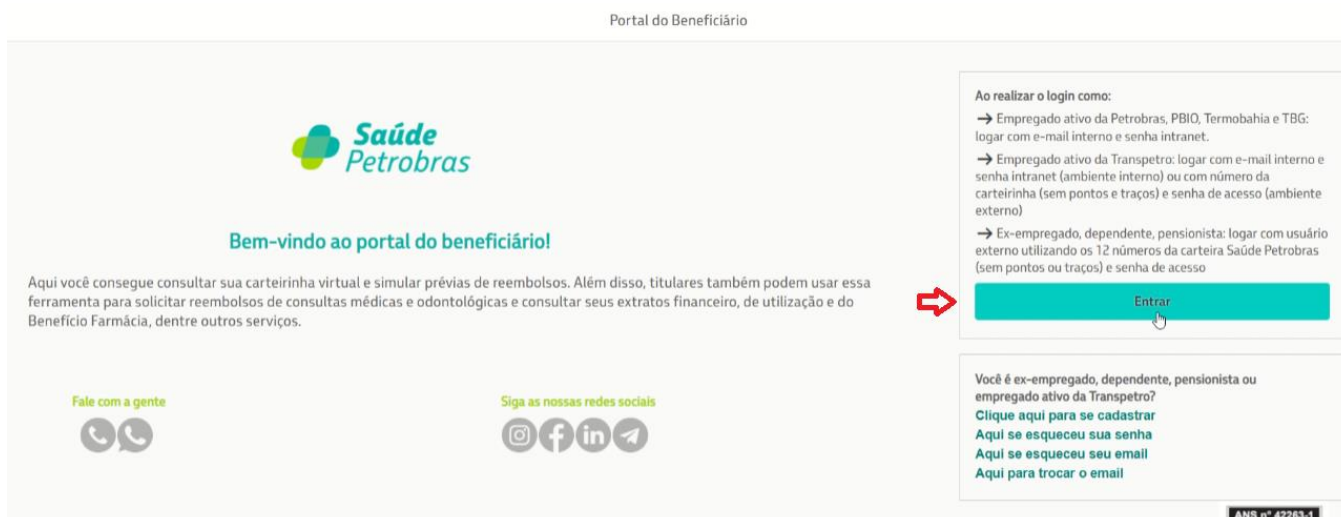 Portal do Beneficiário
Saúde
Petrobras
Bem-vindo ao portal do beneficiário!
Aqui você consegue consultar sua carteirinha virtual e simular prévias de reembolsos. Além disso, titulares também podem usar essa
ferramenta para solicitar reembolsos de consultas médicas e odontológicas e consultar seus extratos financeiro, de utilização e do
Benefício Farmácia, dentre outros serviços.
Fale com a gente
Siga as nossas redes sociais
Ao realizar o login como:
→ Empregado ativo da Petrobras, PBIO, Termobahia e TBG:
logar com e-mail interno e senha intranet.
→ Empregado ativo da Transpetro: logar com e-mail interno e
senha intranet (ambiente interno) ou com número da
carteirinha (sem pontos e traços) e senha de acesso (ambiente
externo)
→ Ex-empregado, dependente, pensionista: logar com usuário
externo utilizando os 12 números da carteira Saúde Petrobras
(sem pontos ou traços) e senha de acesso
Entrar
Você é ex-empregado, dependente, pensionista ou
empregado ativo da Transpetro?
Clique aqui para se cadastrar
Aqui se esqueceu sua senha
Aqui se esqueceu seu email
Aqui para trocar o email
ANS nº 42263-1